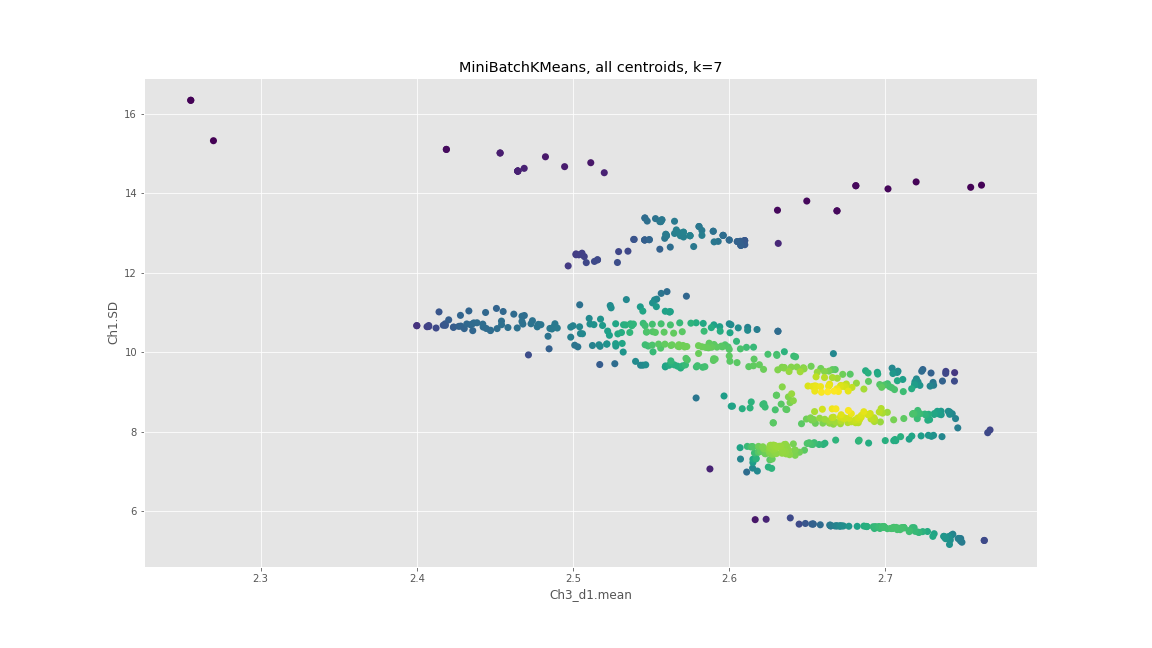 MiniBatchKMeans, all centroids, k=7
16
14
12
10
8
6
Ch1.SD
2.3 2.4 2.5 2.6 2.7
Ch3_d1.mean